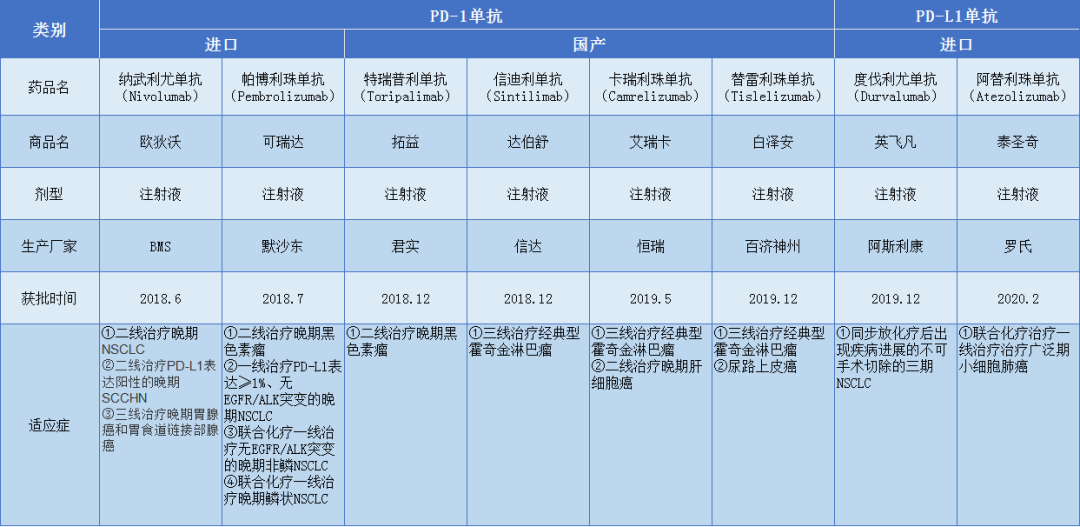 类别
PD-1单抗
PD-L1单抗
进口
国产
进口
药品名
纳武利尤单抗
(Nivolumab)
帕博利珠单抗
(Pembrolizumab)
特瑞普利单抗
(Toripalimab)
信迪利单抗
(Sintilimab)
卡瑞利珠单抗
(Camrelizumab)
替雷利珠单抗
(Tislelizumab)
度伐利尤单抗
(Durvalumab)
阿替利珠单抗
(Atezolizumab)
商品名
欧狄沃
可瑞达
拓益
达伯舒
艾瑞卡
白泽安
英飞凡
泰圣奇
剂型
注射液
注射液
注射液
注射液
注射液
注射液
注射液
注射液
生产厂家
BMS
默沙东
君实
信达
恒瑞
百济神州
阿斯利康
罗氏
获批时间
2018.6
2018.7
2018.12
2018.12
2019.5
2019.12
2019.12
2020.2
适应症
①二线治疗晚期
NSCLC
②二线治疗PD-L1表
达阳性的晚期
SCCHN
③三线治疗晚期胃腺
癌和胃食道链接部腺
癌
①二线治疗晚期黑
色素瘤
②一线治疗PD-L1表
达≥1%、无
EGFR/ALK突变的晚
期NSCLC
③联合化疗一线治
疗无EGFR/ALK突变
的晚期非鳞NSCLC
④联合化疗一线治
疗晚期鳞状NSCLC
①二线治疗晚期黑
色素瘤
①三线治疗经典型
霍奇金淋巴瘤
①三线治疗经典型
霍奇金淋巴瘤
②二线治疗晚期肝
细胞癌
①三线治疗经典型
霍奇金淋巴瘤
②尿路上皮癌
①同步放化疗后出
现疾病进展的不可
手术切除的三期
NSCLC
①联合化疗治疗一
线治疗治疗广泛期
小细胞肺癌